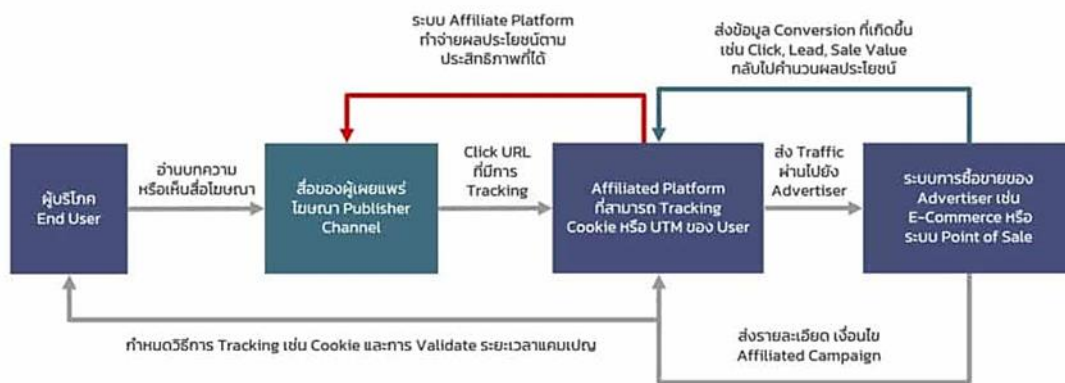 ระบบ Affiliate Platform
ทำจ่ายผลประโยชน์ตาม
ประสิทธิภาพที่ได้
ส่งข้อมูล Conversion ที่เกิดขึ้น
เช่น Click, Lead, Sale Value
กลับไปคำนวนผลประโยชน์
ผู้บริโภค
End User
อ่านบทความ
หรือเห็นสื่อโฆษณา
สื่อของผู้เผยแพร่
โฆษณา Publisher
Channel
Click URL
ที่มีการ
Tracking
Affiliated Platform
ที่สามารถ Tracking
Cookie หรือ UTM ของ User
ส่ง Traffic
ผ่านไปยัง
Advertiser
ระบบการซื้อขายของ
Advertiser เช่น
E-Commerce หรือ
ระบบ Point of Sale
กำหนดวิธีการ Tracking เช่น Cookie และการ Validate ระยะเวลาแคมเปญ
ส่งรายละเอียด เงื่อนไข
Affiliated Campaign